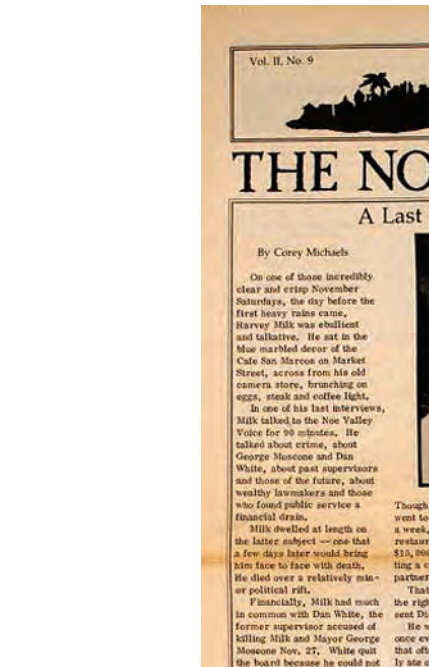 Vol. II, No. 9
THE NO
A Last
By Corey Michaels
On one of those incredibly
clear and crisp November
Saturdays, the day before the
first heavy rains came,
Harvey Milk was ebullient
and talkative. He sat in the
blue marbled decor of the
Cafe San Marcos on Market
Street, across from his old
camera store, brunching on
eggs, steak and coffee light.
In one of his last interviews,
Milk talked to the Noe Valley
Voice for 90 minutes. He
talked about crime, about
George Moscone and Dan
White, about past supervisors
and those of the future, about
wealthy lawmakers and those
who found public service a
financial drain.
Milk dwelled at length on
the latter subject — one that
a few days later would bring
him face to face with death.
He died over a relatively min-
or political rift.
Financially, Milk had much
in common with Dan White, the
former supervisor accused of
killing Milk and Mayor George
Moscone Nov. 27. White quit
the board because he could not
Though
went to
a week,
restaur
$15,000
ting a c
partner
That
the righ
sent Di
He w
once ev
that oft
ly ate o